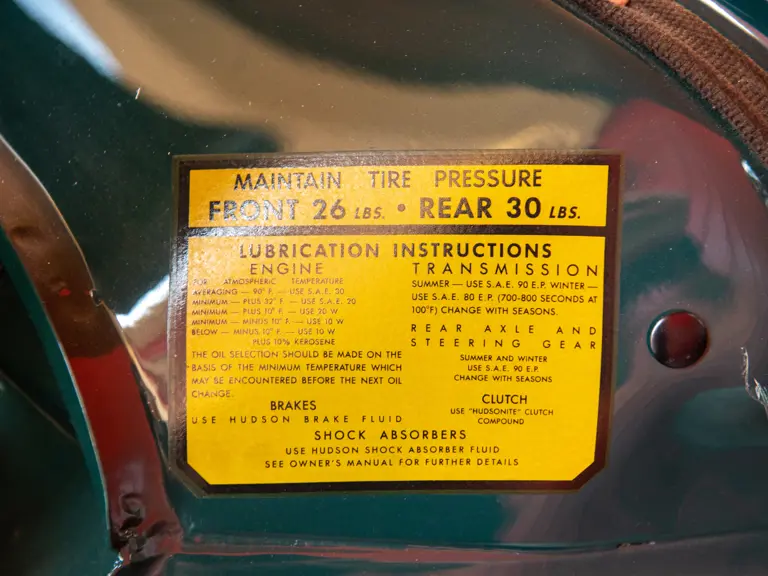 MAINTAIN TIRE PRESSURE
FRONT 26 LBS. • REAR 30 LBS.
LUBRICATION INSTRUCTIONS
ENGINE
FOR ATMOSPHERIC TEMPERATURE
AVERAGING — 90° F. — USE S.A.E. 30
MINIMUM — PLUS 32° F. — USE S.A.E. 20
MINIMUM — PLUS 10° F. — USE 20 W
MINIMUM — MINUS 10° F. — USE 10 W
BELOW — MINUS 10° F. — USE 10 W
PLUS 10% KEROSENE
THE OIL SELECTION SHOULD BE MADE ON THE
BASIS OF THE MINIMUM TEMPERATURE WHICH
MAY BE ENCOUNTERED BEFORE THE NEXT OIL
CHANGE.
TRANSMISSION
SUMMER — USE S.A.E. 90 E.P. WINTER —
USE S.A.E. 80 E.P. (700-800 SECONDS AT
100°F) CHANGE WITH SEASONS.
REAR AXLE AND
STEERING GEAR
SUMMER AND WINTER
USE S.A.E. 90 E.P.
CHANGE WITH SEASONS
BRAKES
USE HUDSON BRAKE FLUID
CLUTCH
USE "HUDSONITE" CLUTCH
COMPOUND
SHOCK ABSORBERS
USE HUDSON SHOCK ABSORBER FLUID
SEE OWNER'S MANUAL FOR FURTHER DETAILS